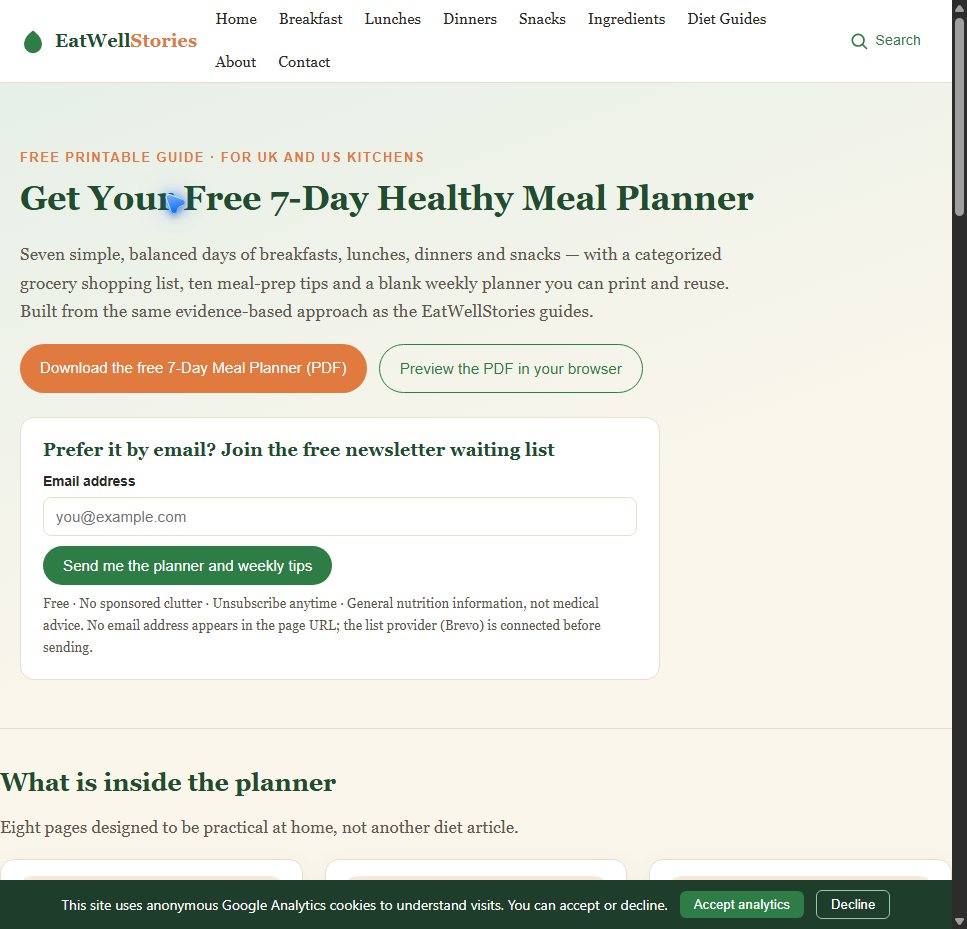 EatWellStories
Home Breakfast Lunches Dinners Snacks Ingredients Diet Guides
About Contact
Search
FREE PRINTABLE GUIDE · FOR UK AND US KITCHENS
Get Your Free 7-Day Healthy Meal Planner
Seven simple, balanced days of breakfasts, lunches, dinners and snacks — with a categorized
grocery shopping list, ten meal-prep tips and a blank weekly planner you can print and reuse.
Built from the same evidence-based approach as the EatWellStories guides.
Download the free 7-Day Meal Planner (PDF)
Preview the PDF in your browser
Prefer it by email? Join the free newsletter waiting list
Email address
you@example.com
Send me the planner and weekly tips
Free · No sponsored clutter · Unsubscribe anytime · General nutrition information, not medical
advice. No email address appears in the page URL; the list provider (Brevo) is connected before
sending.
What is inside the planner
Eight pages designed to be practical at home, not another diet article.
This site uses anonymous Google Analytics cookies to understand visits. You can accept or decline.
Accept analytics
Decline